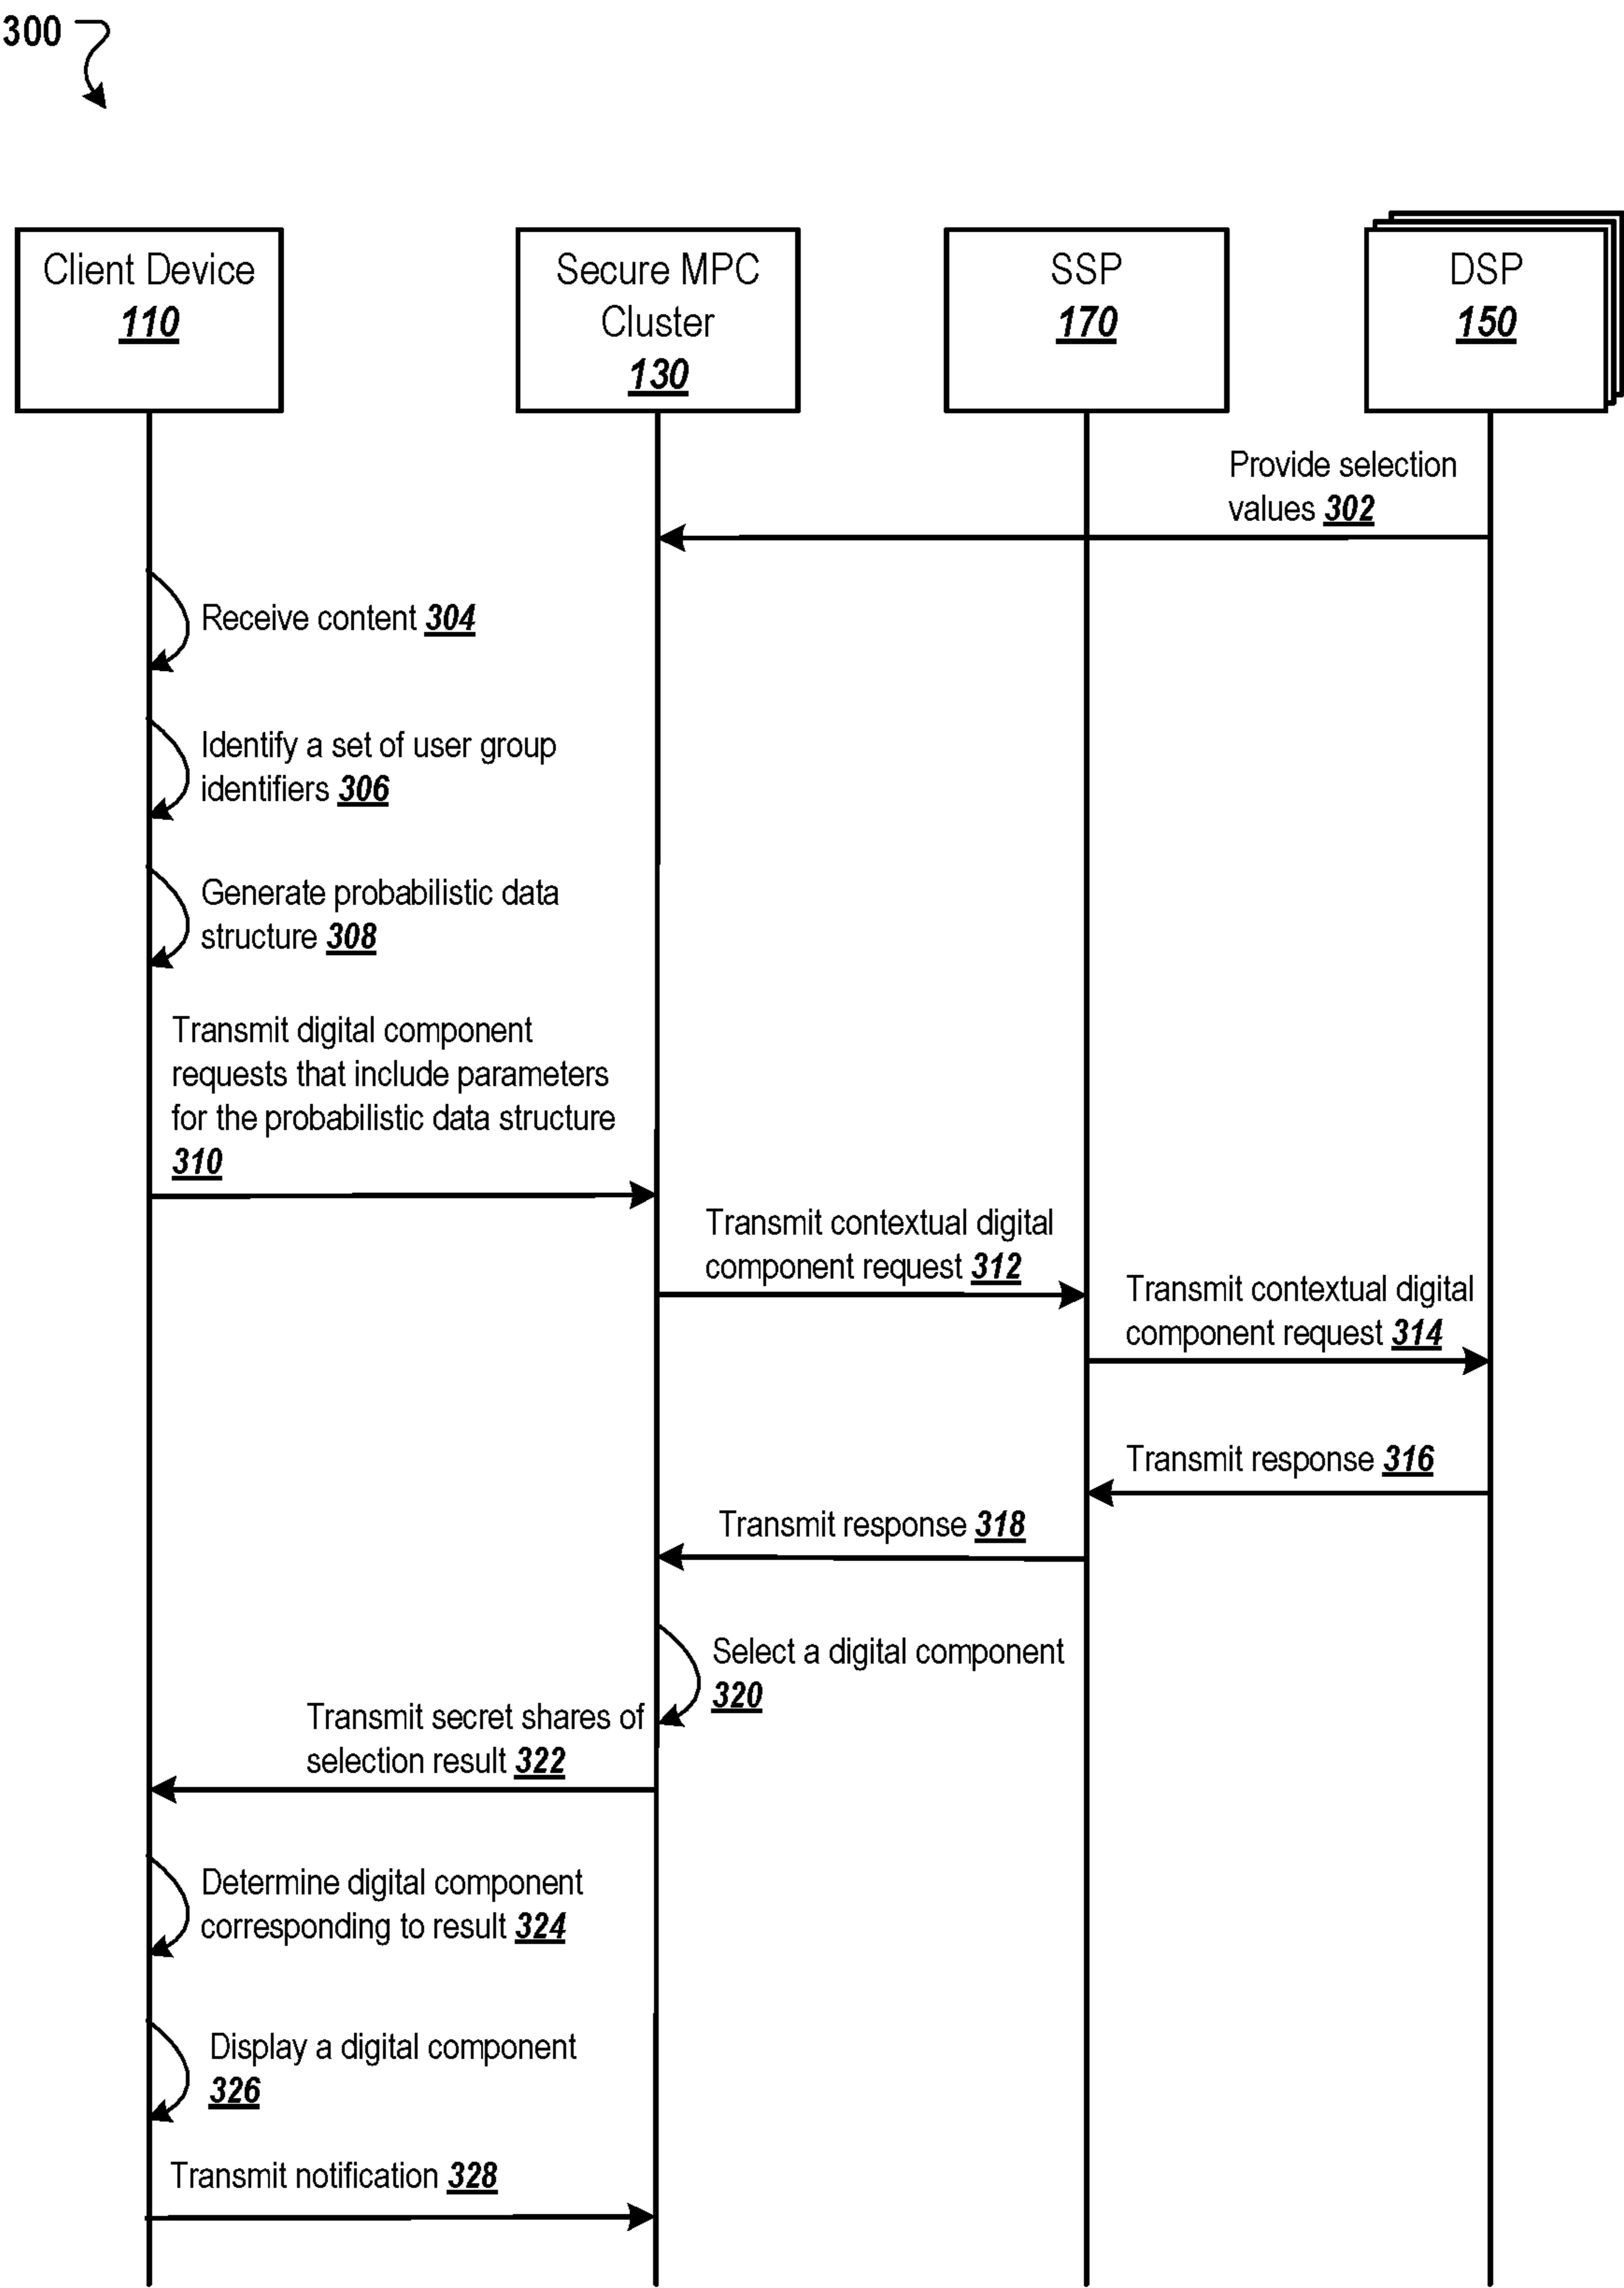 300
Client Device
110
Secure MPC
Cluster
130
SSP
170
DSP
150
Provide selection
values 302
Receive content 304
Identify a set of user group
identifiers 306
Generate probabilistic data
structure 308
Transmit digital component
requests that include parameters
for the probabilistic data structure
310
Transmit contextual digital
component request 312
Transmit contextual digital
component request 314
Transmit response 316
Transmit response 318
Select a digital component
320
Transmit secret shares of
selection result 322
Determine digital component
corresponding to result 324
Display a digital component
326
Transmit notification 328